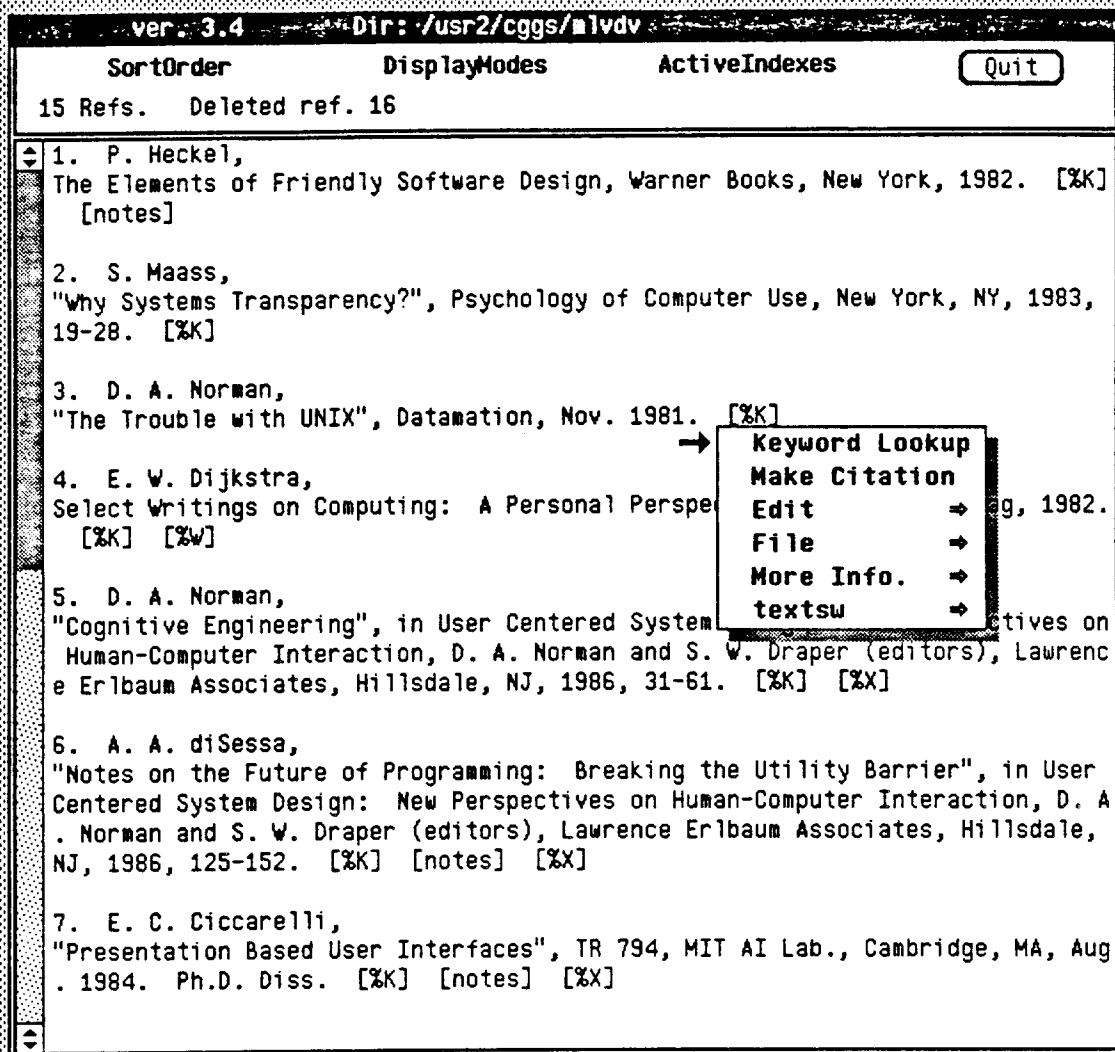 ver. 3.4 Dir: /usr2/cggs/mlvdv
SortOrder DisplayModes ActiveIndexes Quit
15 Refs. Deleted ref. 16
1. P. Heckel,
The Elements of Friendly Software Design, Warner Books, New York, 1982. [%K]
[notes]
2. S. Maass,
"Why Systems Transparency?", Psychology of Computer Use, New York, NY, 1983,
19-28. [%K]
3. D. A. Norman,
"The Trouble with UNIX", Datamation, Nov. 1981. [%K]
Keyword Lookup
Make Citation
Edit ⇒
File ⇒
More Info. ⇒
textsw ⇒
4. E. W. Dijkstra,
Select Writings on Computing: A Personal Perspe g, 1982.
[%K] [%W]
5. D. A. Norman,
"Cognitive Engineering", in User Centered System ctives on
Human-Computer Interaction, D. A. Norman and S. W. Draper (editors), Lawrenc
e Erlbaum Associates, Hillsdale, NJ, 1986, 31-61. [%K] [%X]
6. A. A. diSessa,
"Notes on the Future of Programming: Breaking the Utility Barrier", in User
Centered System Design: New Perspectives on Human-Computer Interaction, D. A
. Norman and S. W. Draper (editors), Lawrence Erlbaum Associates, Hillsdale,
NJ, 1986, 125-152. [%K] [notes] [%X]
7. E. C. Ciccarelli,
"Presentation Based User Interfaces", TR 794, MIT AI Lab., Cambridge, MA, Aug
. 1984. Ph.D. Diss. [%K] [notes] [%X]